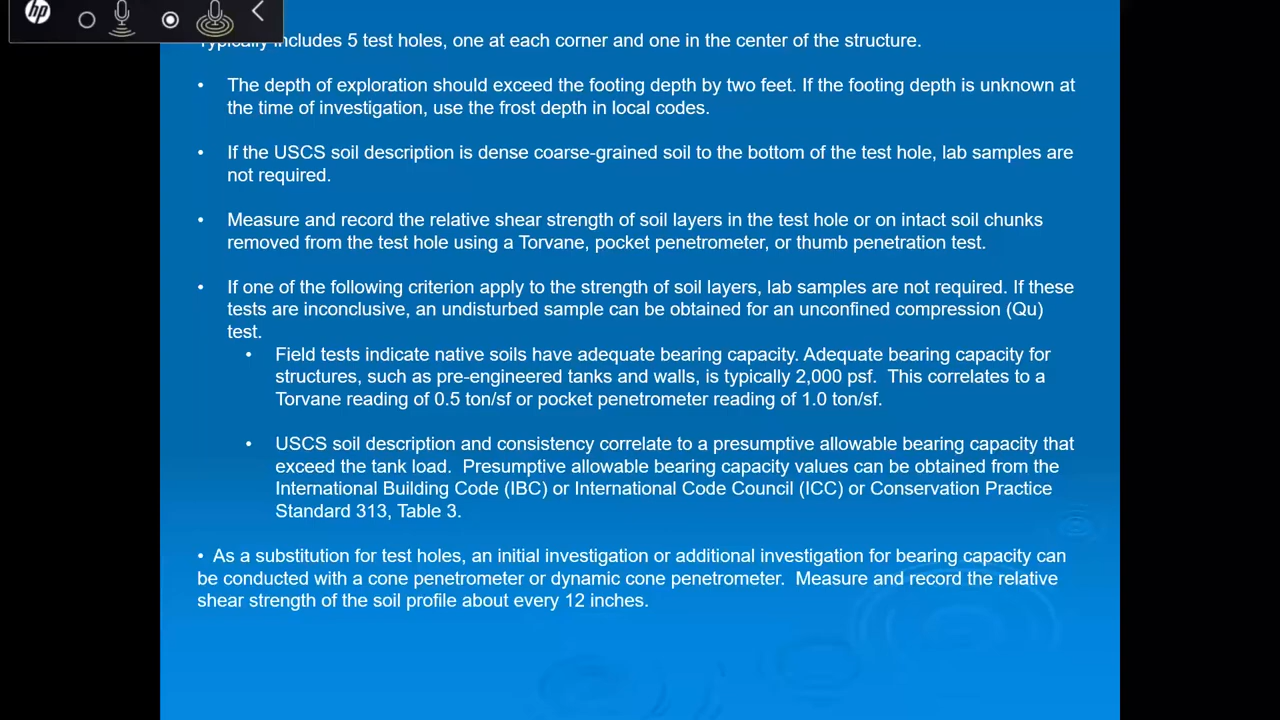 hp
Typically includes 5 test holes, one at each corner and one in the center of the structure.
• The depth of exploration should exceed the footing depth by two feet. If the footing depth is unknown at
the time of investigation, use the frost depth in local codes.
• If the USCS soil description is dense coarse-grained soil to the bottom of the test hole, lab samples are
not required.
• Measure and record the relative shear strength of soil layers in the test hole or on intact soil chunks
removed from the test hole using a Torvane, pocket penetrometer, or thumb penetration test.
• If one of the following criterion apply to the strength of soil layers, lab samples are not required. If these
tests are inconclusive, an undisturbed sample can be obtained for an unconfined compression (Qu)
test.
• Field tests indicate native soils have adequate bearing capacity. Adequate bearing capacity for
structures, such as pre-engineered tanks and walls, is typically 2,000 psf. This correlates to a
Torvane reading of 0.5 ton/sf or pocket penetrometer reading of 1.0 ton/sf.
• USCS soil description and consistency correlate to a presumptive allowable bearing capacity that
exceed the tank load. Presumptive allowable bearing capacity values can be obtained from the
International Building Code (IBC) or International Code Council (ICC) or Conservation Practice
Standard 313, Table 3.
• As a substitution for test holes, an initial investigation or additional investigation for bearing capacity can
be conducted with a cone penetrometer or dynamic cone penetrometer. Measure and record the relative
shear strength of the soil profile about every 12 inches.